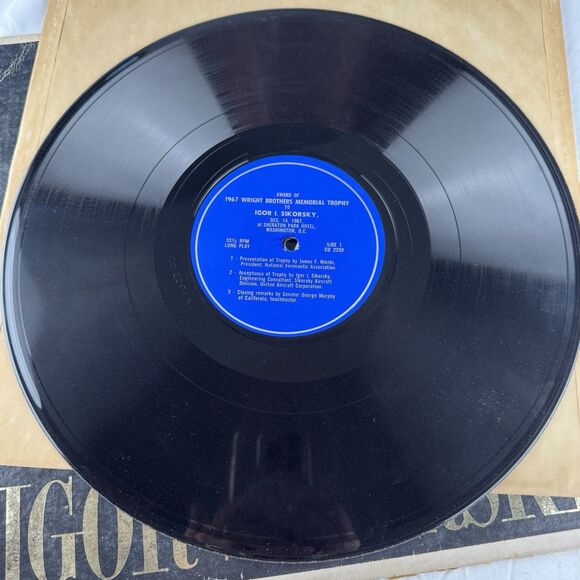 AWARD OF
1967 WRIGHT BROTHERS MEMORIAL TROPHY
TO
IGOR I. SIKORSKY,
DEC. 14, 1967,
at SHERATON PARK HOTEL,
WASHINGTON, D.C.
33⅓ RPM
LONG PLAY
SIDE 1
CO 2259
1 - Presentation of Trophy by James F. Nields,
President, National Aeronautic Association
2 - Acceptance of Trophy by Igor I. Sikorsky,
Engineering Consultant, Sikorsky Aircraft
Division, United Aircraft Corporation.
3 - Closing remarks by Senator George Murphy
of California, toastmaster.
IGOR